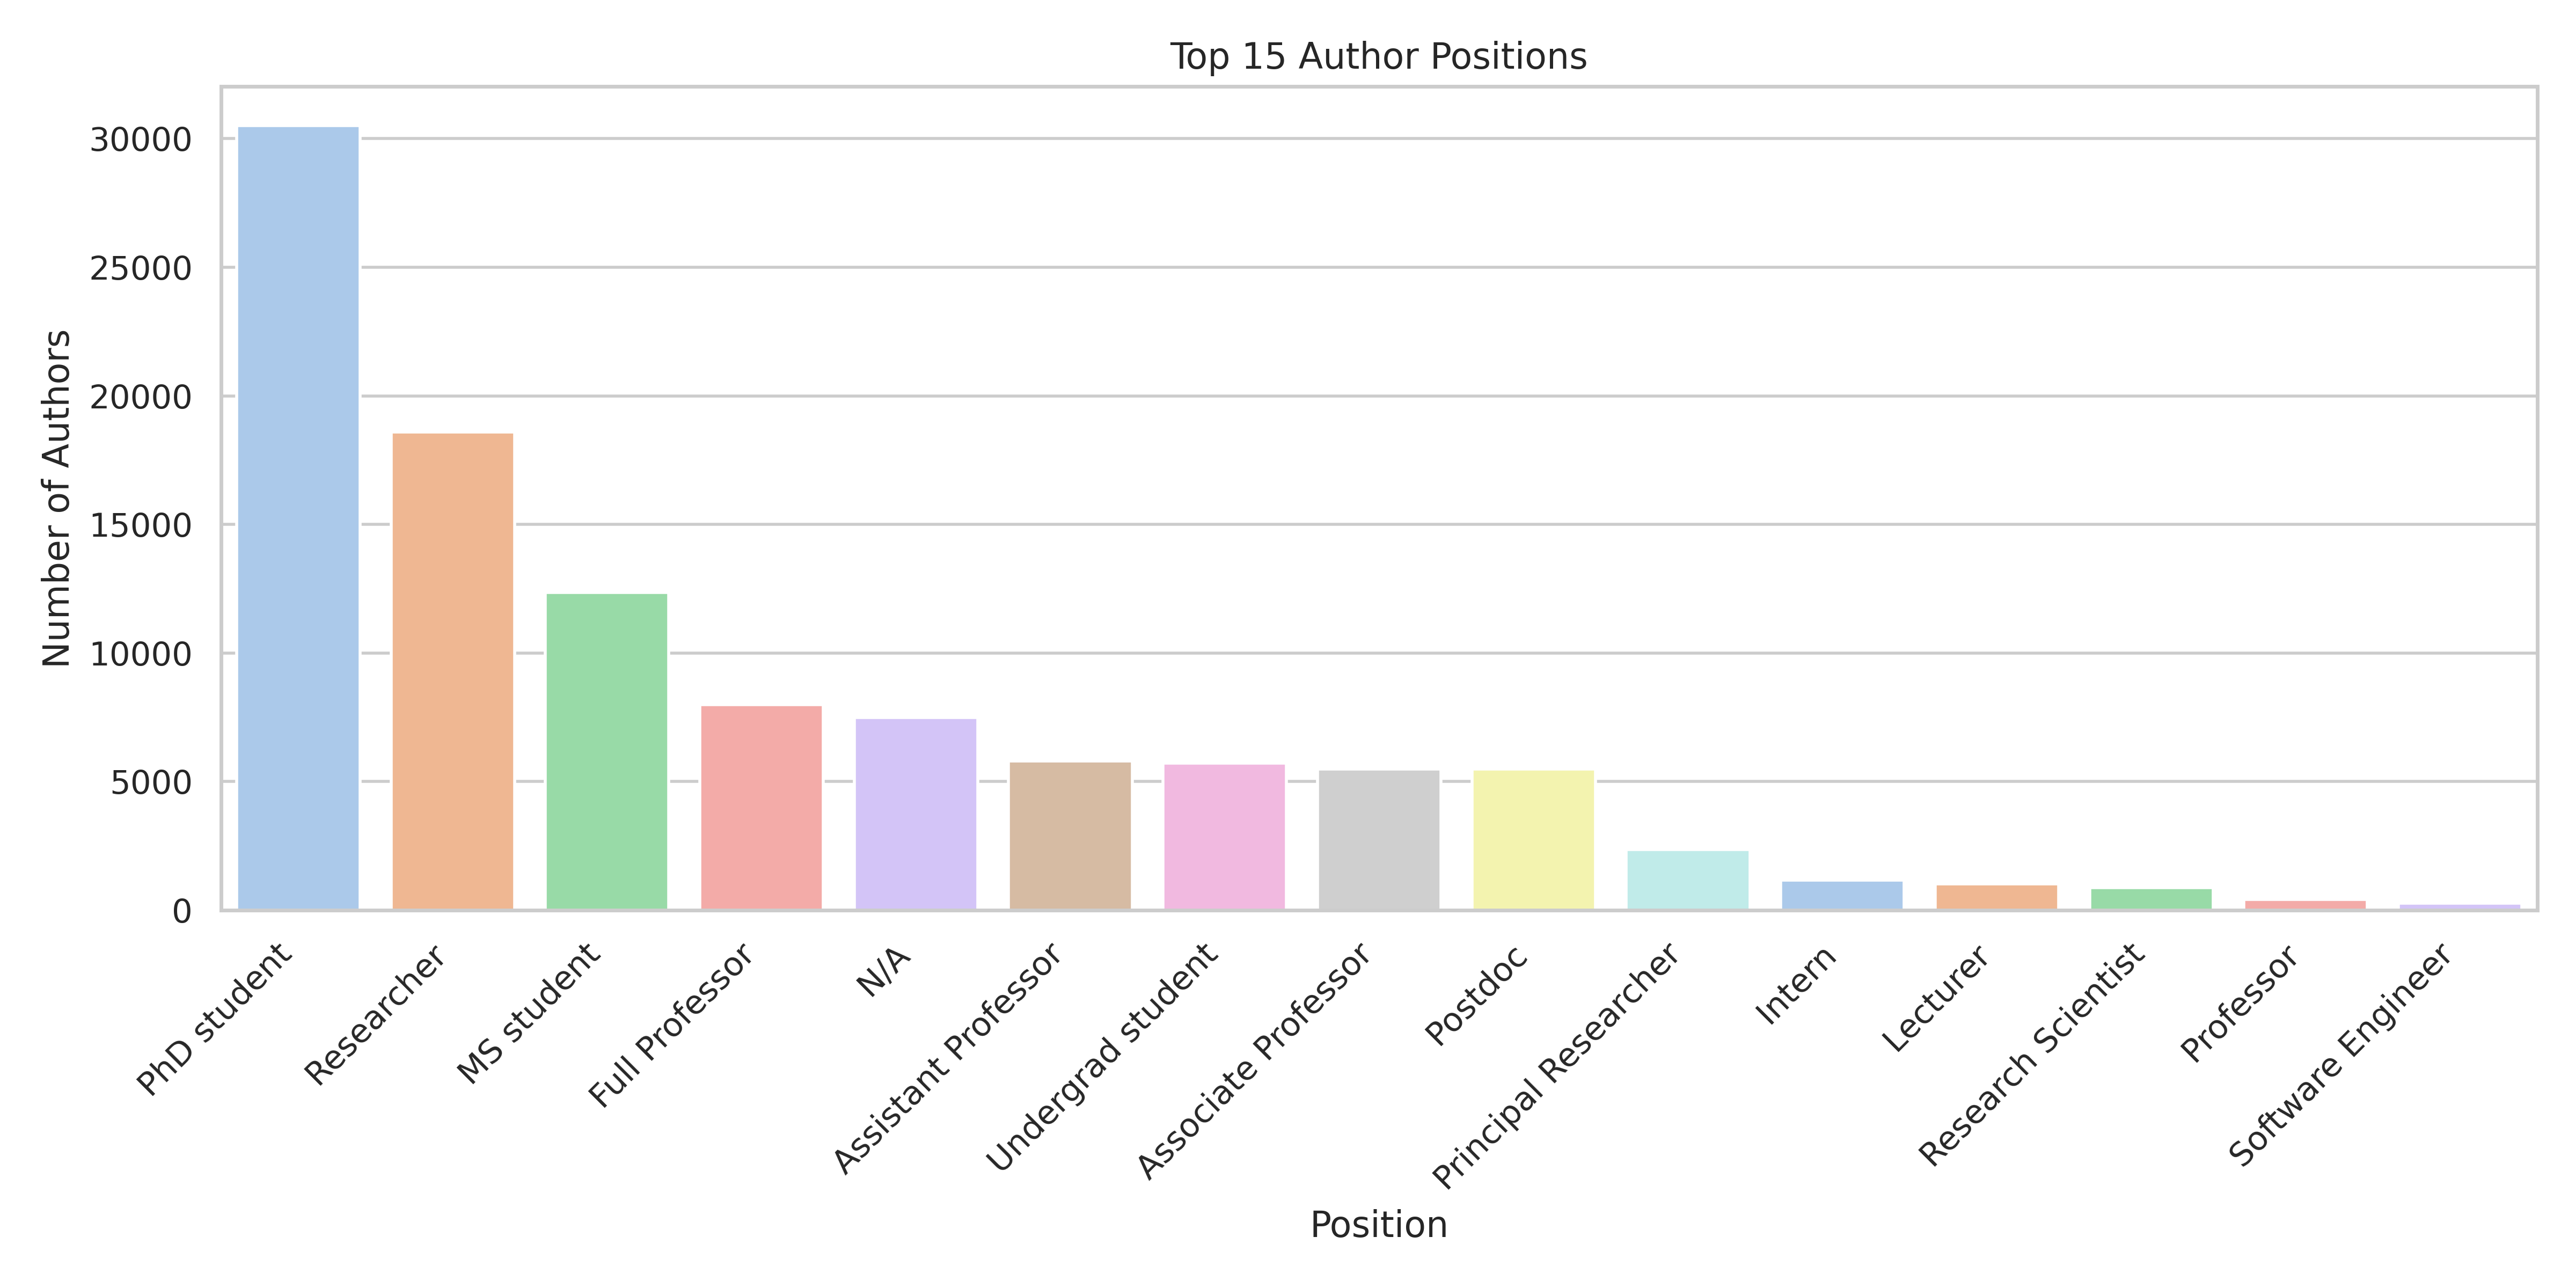 Top 15 Author Positions
Number of Authors
30000
25000
20000
15000
10000
5000
0
PhD student
Researcher
MS student
Full Professor
N/A
Assistant Professor
Undergrad student
Associate Professor
Postdoc
Principal Researcher
Intern
Lecturer
Research Scientist
Professor
Software Engineer
Position